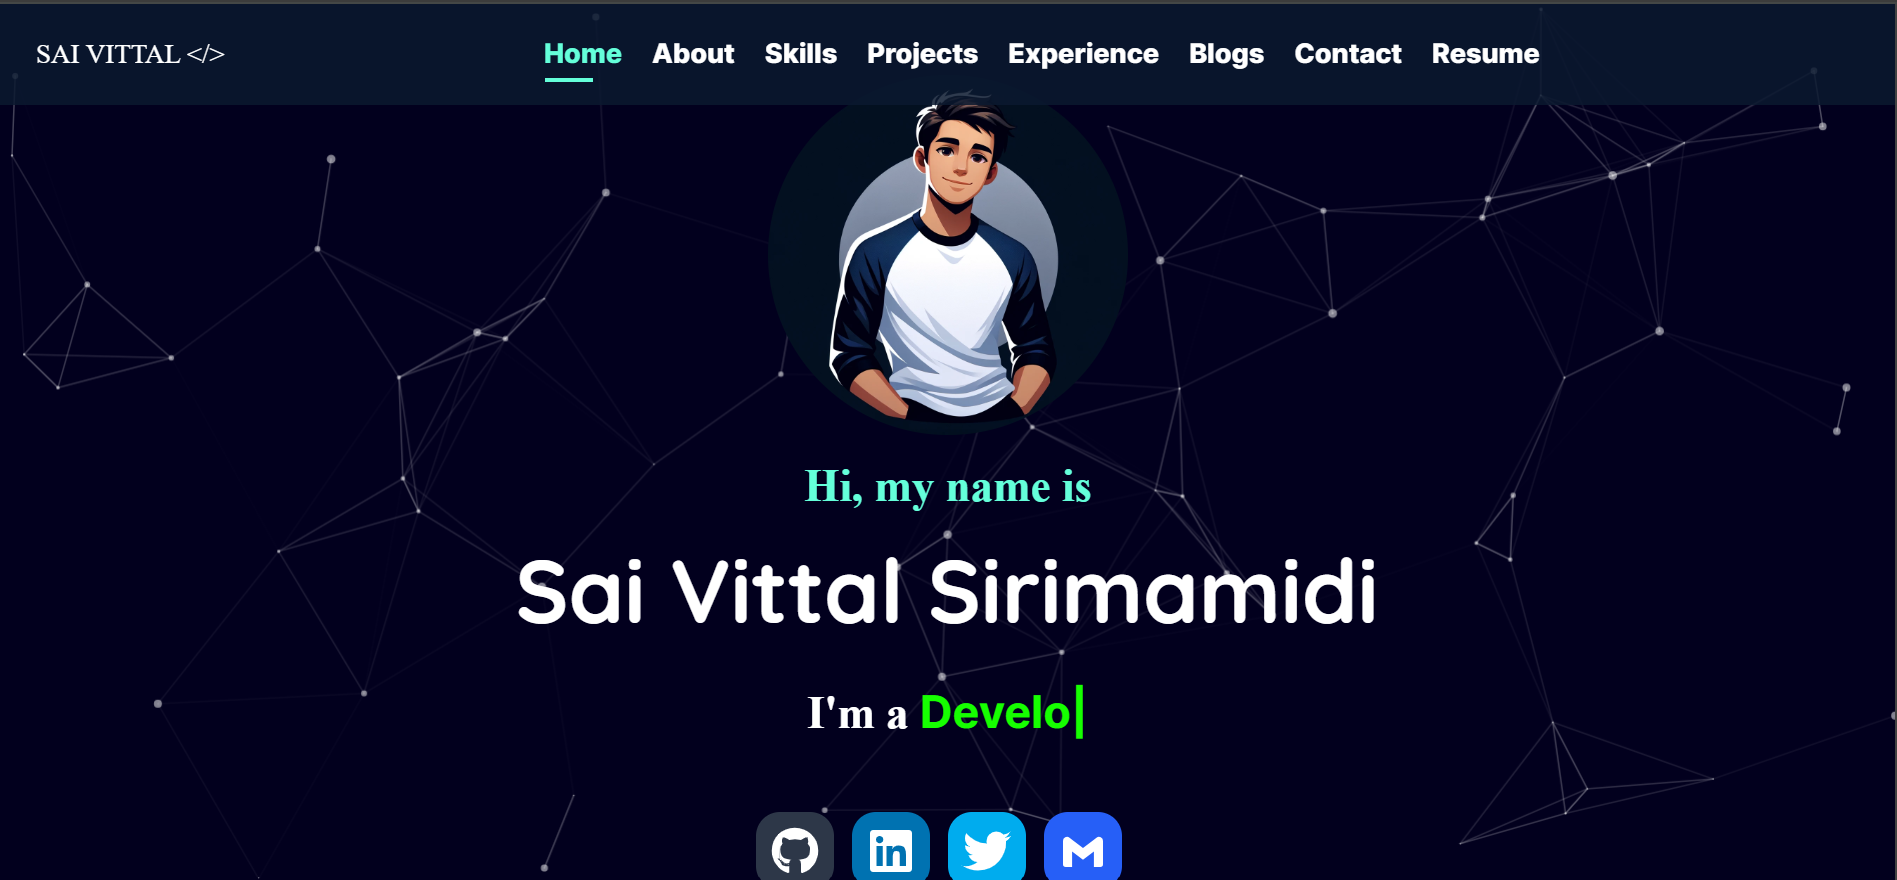 SAI VITTAL </> Home About Skills Projects Experience Blogs Contact Resume
Hi, my name is
Sai Vittal Sirimamidi
I'm a Develo|